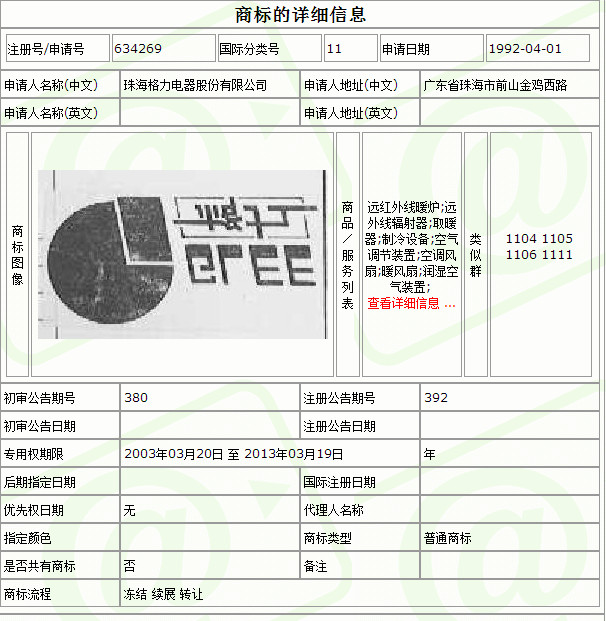 商标的详细信息
注册号/申请号 634269 国际分类号 11 申请日期 1992-04-01
申请人名称(中文) 珠海格力电器股份有限公司 申请人地址(中文) 广东省珠海市前山金鸡西路
申请人名称(英文) 申请人地址(英文)
商标图像
商品／服务列表
远红外线暖炉;远
外线辐射器;取暖
器;制冷设备;空气
调节装置;空调风
扇;暖风扇;润湿空
气装置;
查看详细信息 ...
类似群
1104 1105
1106 1111
初审公告期号 380 注册公告期号 392
初审公告日期 注册公告日期
专用权期限 2003年03月20日 至 2013年03月19日 年
后期指定日期 国际注册日期
优先权日期 无 代理人名称
指定颜色 商标类型 普通商标
是否共有商标 否 备注
商标流程 冻结 续展 转让